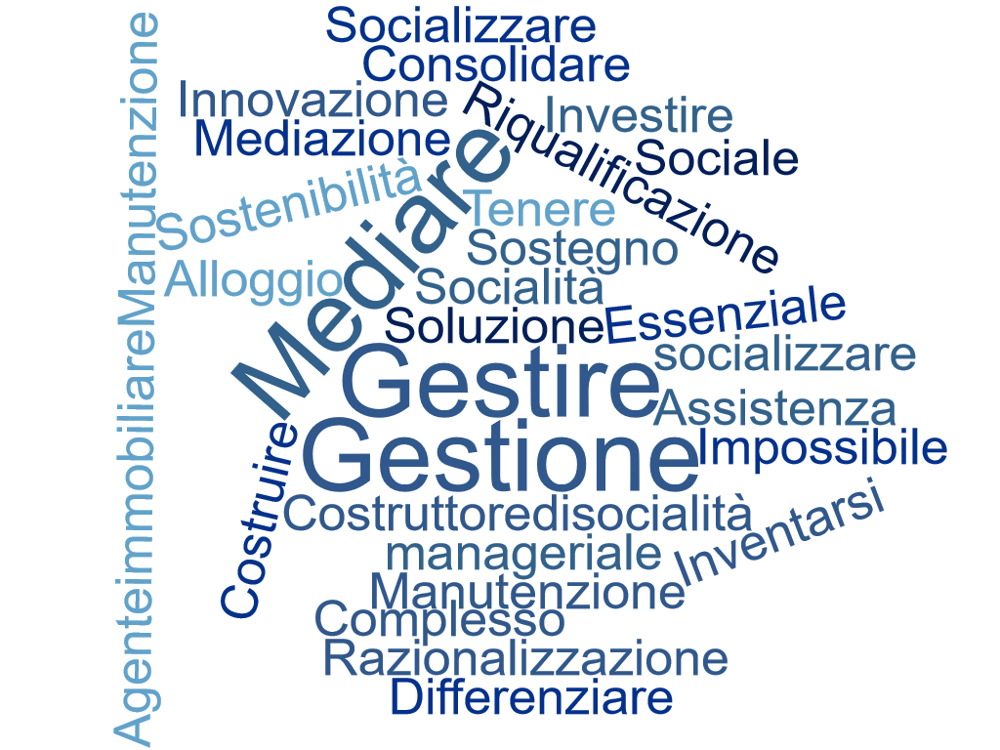 Socializzare
Consolidare
Innovazione
Riqualificazione
Investire
Mediazione
Sociale
Sostenibilità
Mediare
Tenere
Sostegno
Alloggio
Socialità
Essenziale
Soluzione
socializzare
Gestire
Assistenza
Gestione
Impossibile
AgenteimmobiliareManutenzione
Costruire
Costruttoredisocialità
Inventarsi
manageriale
Manutenzione
Complesso
Razionalizzazione
Differenziare